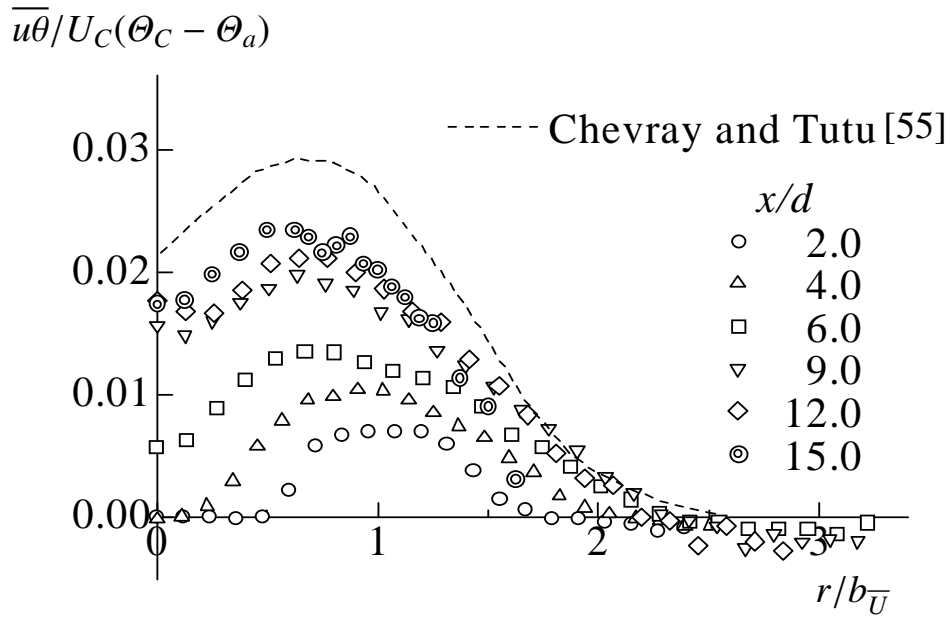 $\overline{u\theta}/U_C(\Theta_C - \Theta_a)$
Chevray and Tutu [55]
x/d
2.0
4.0
6.0
9.0
12.0
15.0
0.03
0.02
0.01
0.00
0 1 2 3
$r/b_{\overline{U}}$